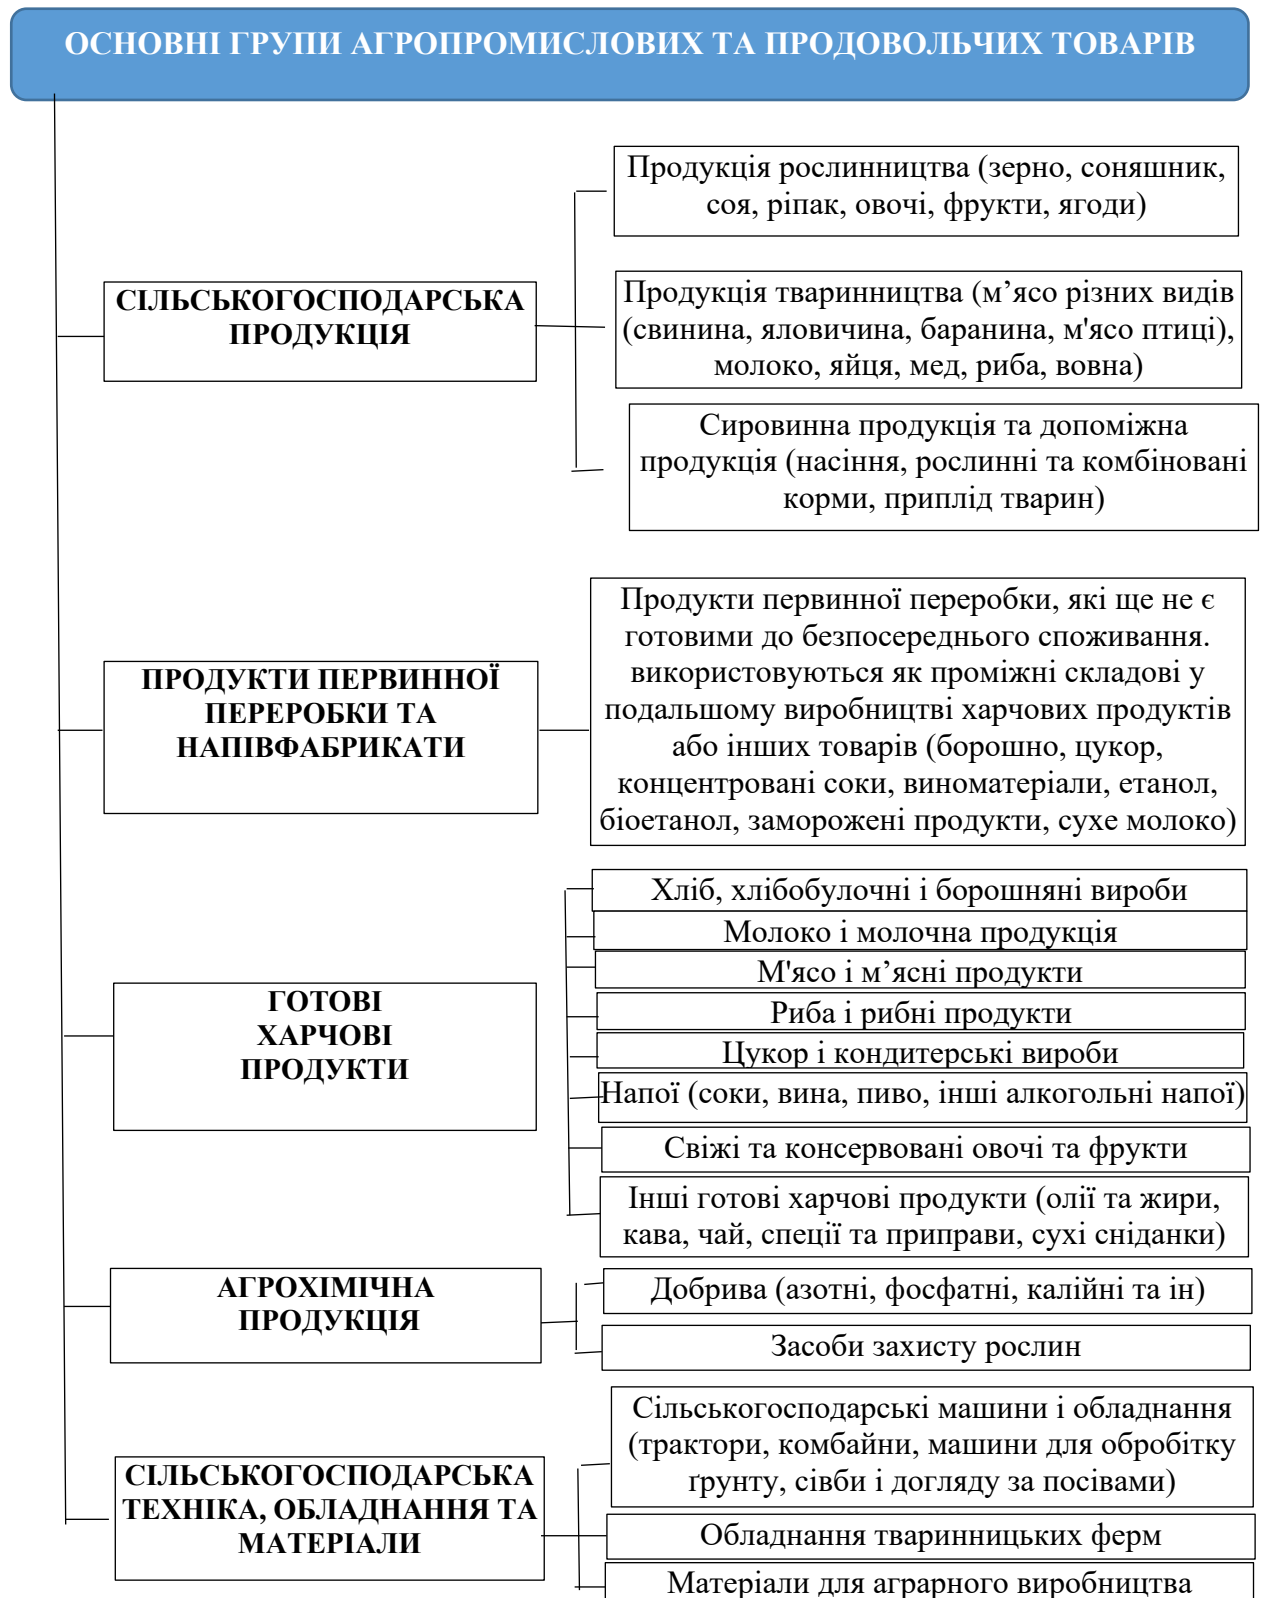 ОСНОВНІ ГРУПИ АГРОПРОМИСЛОВИХ ТА ПРОДОВОЛЬЧИХ ТОВАРІВ
СІЛЬСЬКОГОСПОДАРСЬКА
ПРОДУКЦІЯ
Продукція рослинництва (зерно, соняшник,
соя, ріпак, овочі, фрукти, ягоди)
Продукція тваринництва (м’ясо різних видів
(свинина, яловичина, баранина, м'ясо птиці),
молоко, яйця, мед, риба, вовна)
Сировинна продукція та допоміжна
продукція (насіння, рослинні та комбіновані
корми, приплід тварин)
ПРОДУКТИ ПЕРВИННОЇ
ПЕРЕРОБКИ ТА
НАПІВФАБРИКАТИ
Продукти первинної переробки, які ще не є
готовими до безпосереднього споживання.
використовуються як проміжні складові у
подальшому виробництві харчових продуктів
або інших товарів (борошно, цукор,
концентровані соки, виноматеріали, етанол,
біоетанол, заморожені продукти, сухе молоко)
ГОТОВІ
ХАРЧОВІ
ПРОДУКТИ
Хліб, хлібобулочні і борошняні вироби
Молоко і молочна продукція
М'ясо і м’ясні продукти
Риба і рибні продукти
Цукор і кондитерські вироби
Напої (соки, вина, пиво, інші алкогольні напої)
Свіжі та консервовані овочі та фрукти
Інші готові харчові продукти (олії та жири,
кава, чай, спеції та приправи, сухі сніданки)
АГРОХІМІЧНА
ПРОДУКЦІЯ
Добрива (азотні, фосфатні, калійні та ін)
Засоби захисту рослин
СІЛЬСЬКОГОСПОДАРСЬКА
ТЕХНІКА, ОБЛАДНАННЯ ТА
МАТЕРІАЛИ
Сільськогосподарські машини і обладнання
(трактори, комбайни, машини для обробітку
ґрунту, сівби і догляду за посівами)
Обладнання тваринницьких ферм
Матеріали для аграрного виробництва